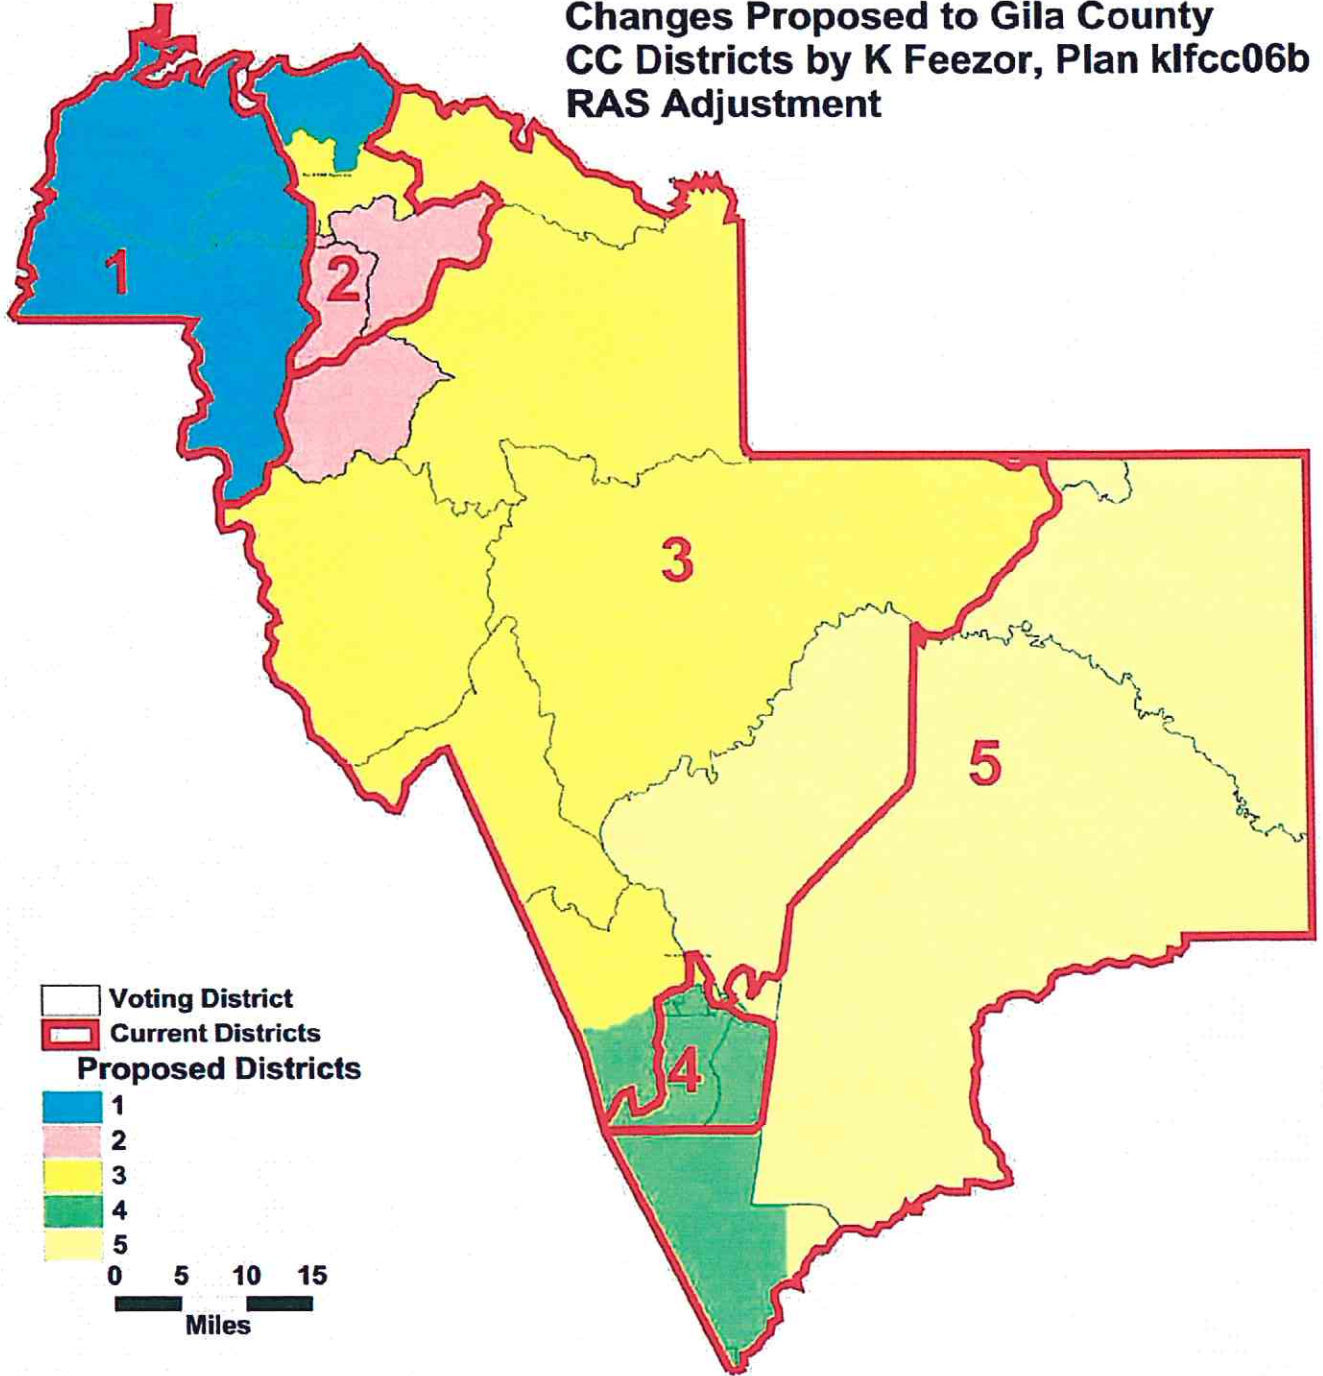 Changes Proposed to Gila County
CC Districts by K Feezor, Plan klfcc06b
RAS Adjustment
1
2
3
5
4
Voting District
Current Districts
Proposed Districts
1
2
3
4
5
0 5 10 15
Miles